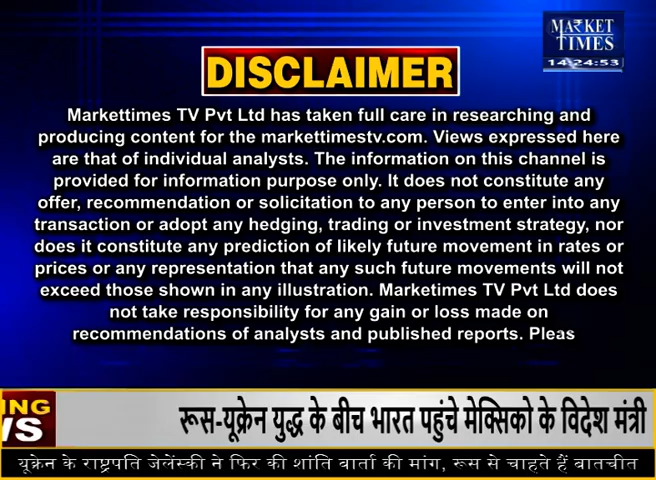 MARKET
TIMES
14:24:53
DISCLAIMER
Markettimes TV Pvt Ltd has taken full care in researching and
producing content for the markettimestv.com. Views expressed here
are that of individual analysts. The information on this channel is
provided for information purpose only. It does not constitute any
offer, recommendation or solicitation to any person to enter into any
transaction or adopt any hedging, trading or investment strategy, nor
does it constitute any prediction of likely future movement in rates or
prices or any representation that any such future movements will not
exceed those shown in any illustration. Marketimes TV Pvt Ltd does
not take responsibility for any gain or loss made on
recommendations of analysts and published reports. Pleas
ING
WS
रूस-यूक्रेन युद्ध के बीच भारत पहुंचे मेक्सिको के विदेश मंत्री
यूक्रेन के राष्ट्रपति जेलेंस्की ने फिर की शांति वार्ता की मांग, रूस से चाहते हैं बातचीत